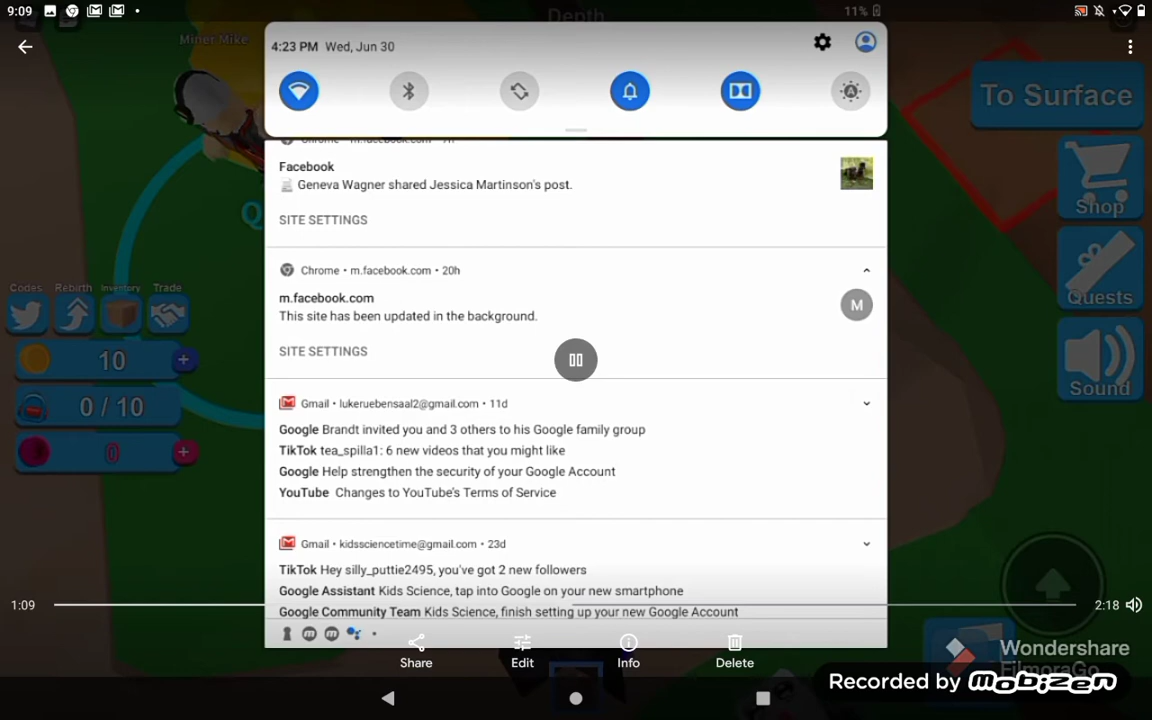 9:09
Depth
11%
Miner Mike
4:23 PM Wed, Jun 30
To Surface
Chrome • m.facebook.com • 7h
Facebook
Geneva Wagner shared Jessica Martinson's post.
SITE SETTINGS
Shop
Chrome • m.facebook.com • 20h
m.facebook.com
This site has been updated in the background.
M
SITE SETTINGS
Quests
Codes Rebirth Inventory Trade
10
0 / 10
0
Sound
Gmail • lukeruebensaal2@gmail.com • 11d
Google Brandt invited you and 3 others to his Google family group
TikTok tea_spilla1: 6 new videos that you might like
Google Help strengthen the security of your Google Account
YouTube Changes to YouTube's Terms of Service
Gmail • kidssciencetime@gmail.com • 23d
TikTok Hey silly_puttie2495, you've got 2 new followers
Google Assistant Kids Science, tap into Google on your new smartphone
Google Community Team Kids Science, finish setting up your new Google Account
1:09
2:18
Share
Edit
Info
Delete
Wondershare
FilmoraGo
Recorded by mobizen